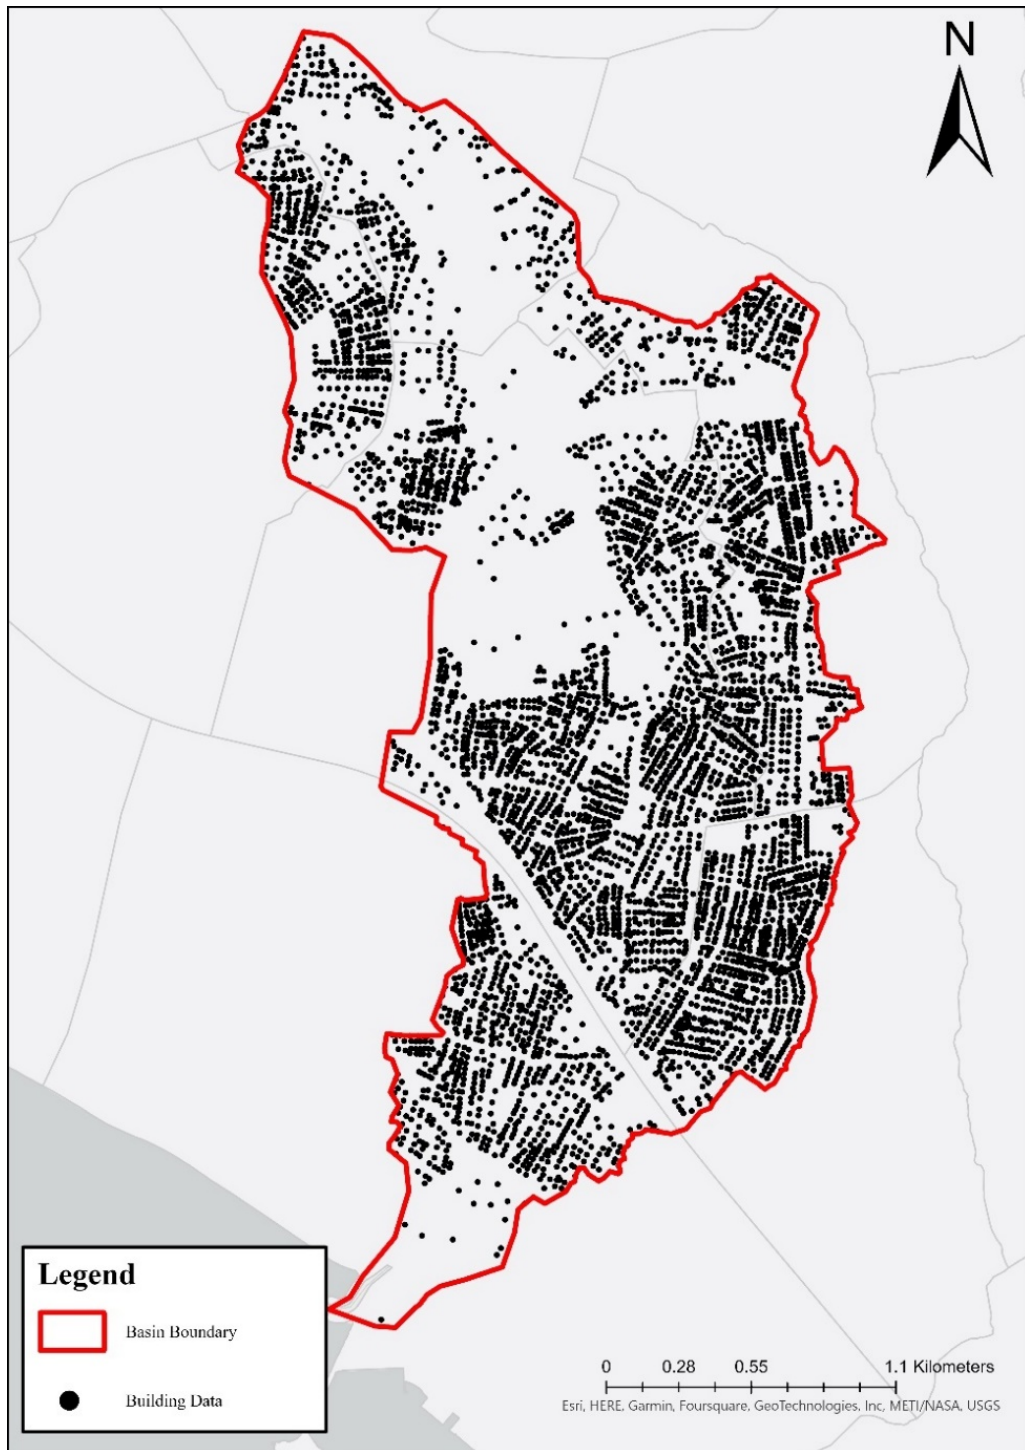 N
Legend
Basin Boundary
Building Data
0 0.28 0.55 1.1 Kilometers
Esri, HERE, Garmin, Foursquare, GeoTechnologies, Inc, METI/NASA, USGS